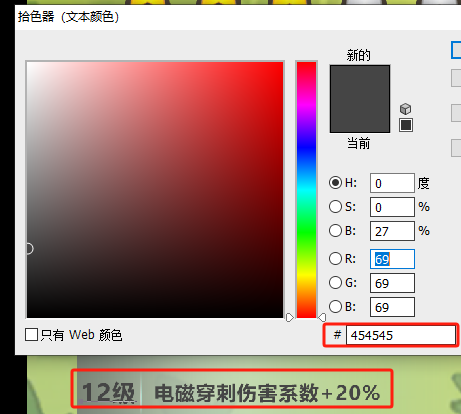 拾色器（文本颜色）
新的
当前
H: 0 度
S: 0 %
B: 27 %
R: 69
G: 69
B: 69
只有 Web 颜色
# 454545
12级 电磁穿刺伤害系数+20%